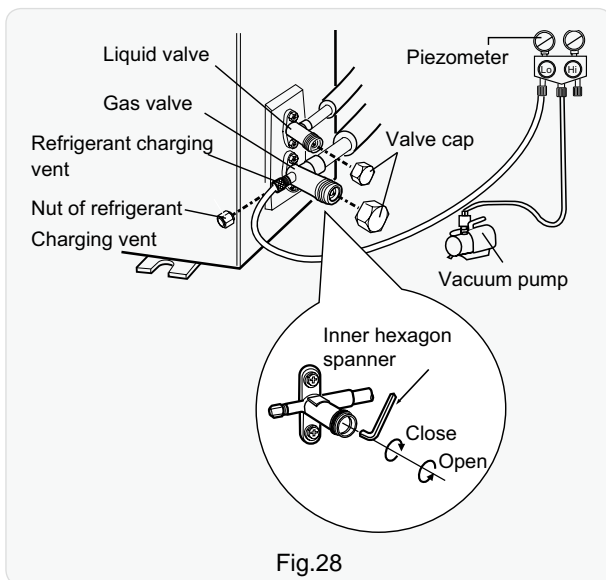 Liquid valve
Gas valve
Refrigerant charging
vent
Nut of refrigerant
Charging vent
Piezometer
Lo
Hi
Valve cap
Vacuum pump
Inner hexagon
spanner
Close
Open
Fig.28